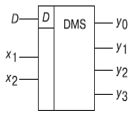 D D DMS y₀
x₁ y₁
x₂ y₂
y₃